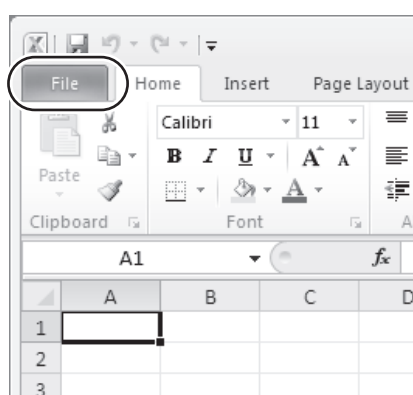 File Home Insert Page Layout
Calibri 11
B I U A A
Paste A
Clipboard Font A
A1 fx
A B C D
1
2
3